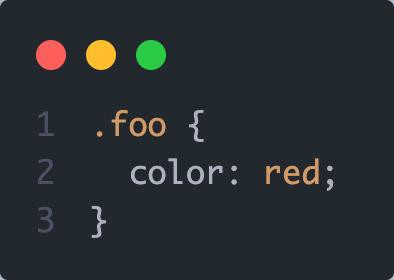 1 .foo {
2   color: red;
3 }